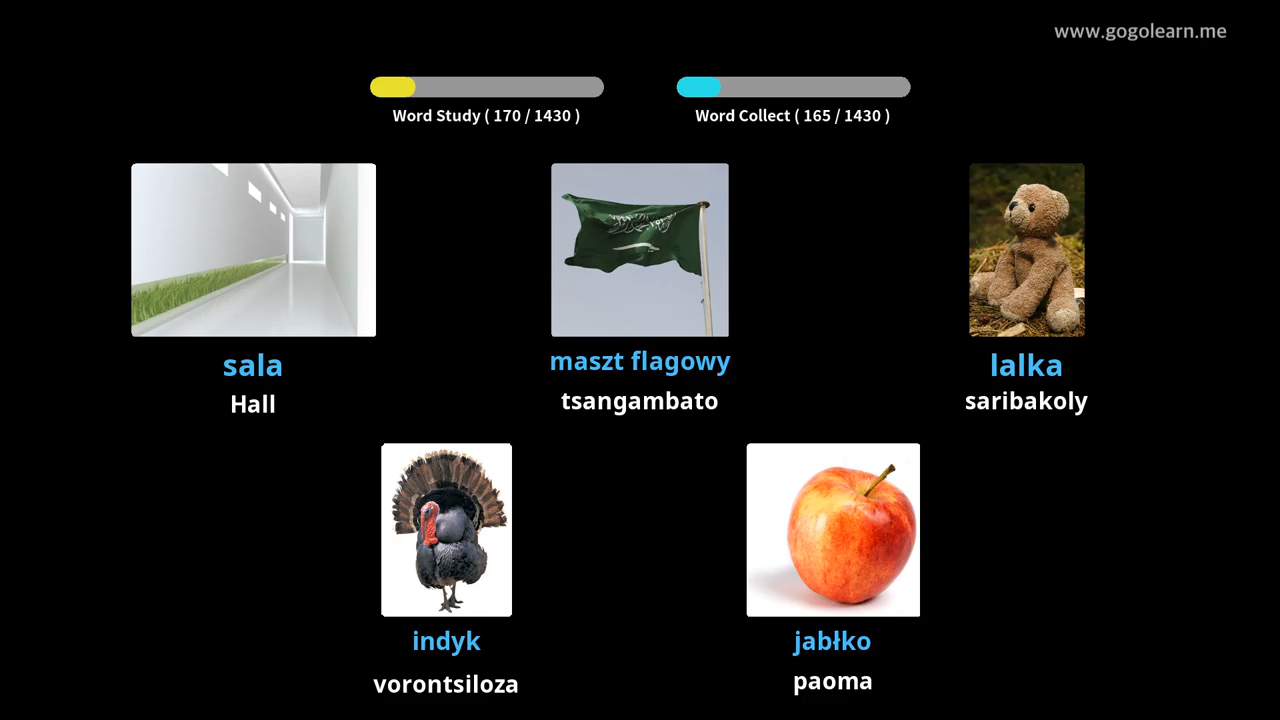 www.gogolearn.me
Word Study ( 170 / 1430 )
Word Collect ( 165 / 1430 )
sala
Hall
maszt flagowy
tsangambato
lalka
saribakoly
indyk
vorontsiloza
jabłko
paoma